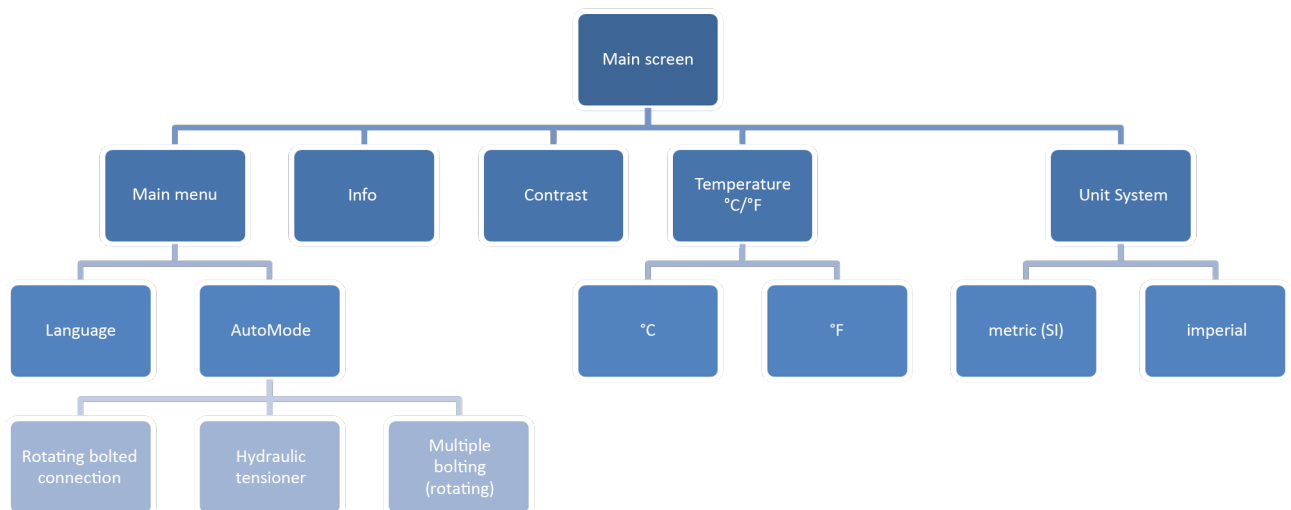 Main screen
Main menu
Info
Contrast
Temperature
°C/°F
Unit System
Language
AutoMode
°C
°F
metric (SI)
imperial
Rotating bolted
connection
Hydraulic
tensioner
Multiple
bolting
(rotating)